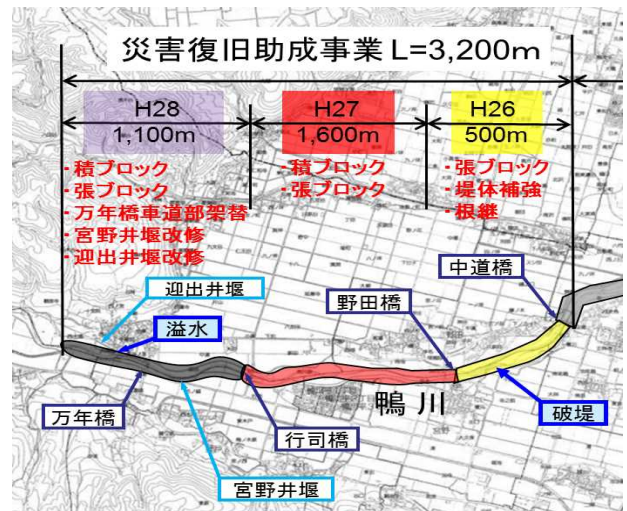 災害復旧助成事業 L=3,200m
H28
1,100m
H27
1,600m
H26
500m
・積ブロック
・張ブロック
・万年橋車道部架替
・宮野井堰改修
・迎出井堰改修
・積ブロック
・張ブロック
・張ブロック
・堤体補強
・根継
中道橋
迎出井堰
野田橋
溢水
鴨川
万年橋
行司橋
破堤
宮野井堰